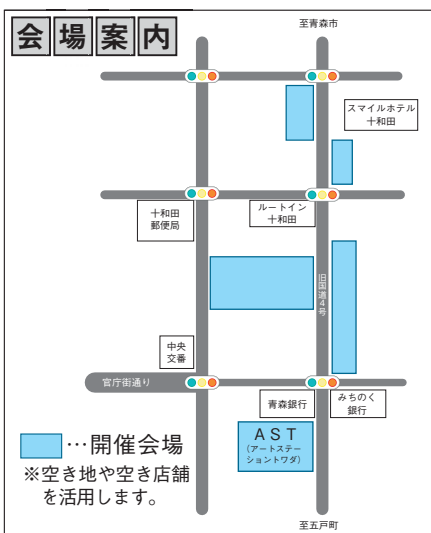 会場案内
至青森市
スマイルホテル
十和田
十和田
郵便局
ルートイン
十和田
旧国道4号
中央
交番
官庁街通り
青森銀行
みちのく
銀行
AST
(アートステー
ショントワダ)
…開催会場
※空き地や空き店舗
を活用します。
至五戸町